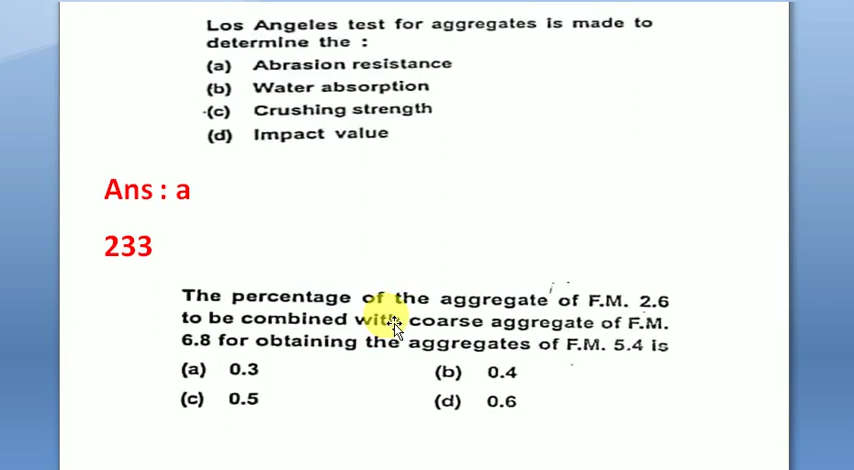 Los Angeles test for aggregates is made to
determine the :
(a) Abrasion resistance
(b) Water absorption
(c) Crushing strength
(d) Impact value
Ans : a
233
The percentage of the aggregate of F.M. 2.6
to be combined with coarse aggregate of F.M.
6.8 for obtaining the aggregates of F.M. 5.4 is
(a) 0.3 (b) 0.4
(c) 0.5 (d) 0.6